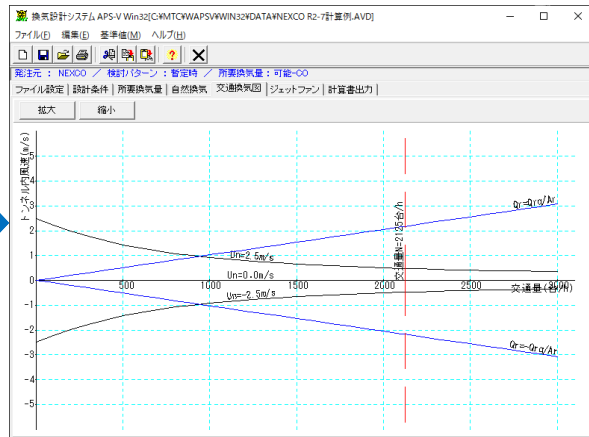 換気設計システム APS-V Win32[C:¥MTC¥WAPSV¥WIN32¥DATA¥NEXCO R2-7計算例.AVD]
ファイル(F) 編集(E) 基準値(M) ヘルプ(H)
発注元 : NEXCO / 検討パターン : 暫定時 / 所要換気量 : 可能-CO
ファイル設定 設計条件 所要換気量 自然換気 交通換気図 ジェットファン 計算書出力
拡大 縮小
トンネル内風速(m/s)
5
4
3
2
1
0
-1
-2
-3
-4
-5
500 1000 1500 2000 2500 3000
交通量(台/h)
交通量N=2125台/h
Qr=Qrq/Ar
Un=2.5m/s
Un=0.0m/s
Un=-2.5m/s
Qr=-Qrq/Ar